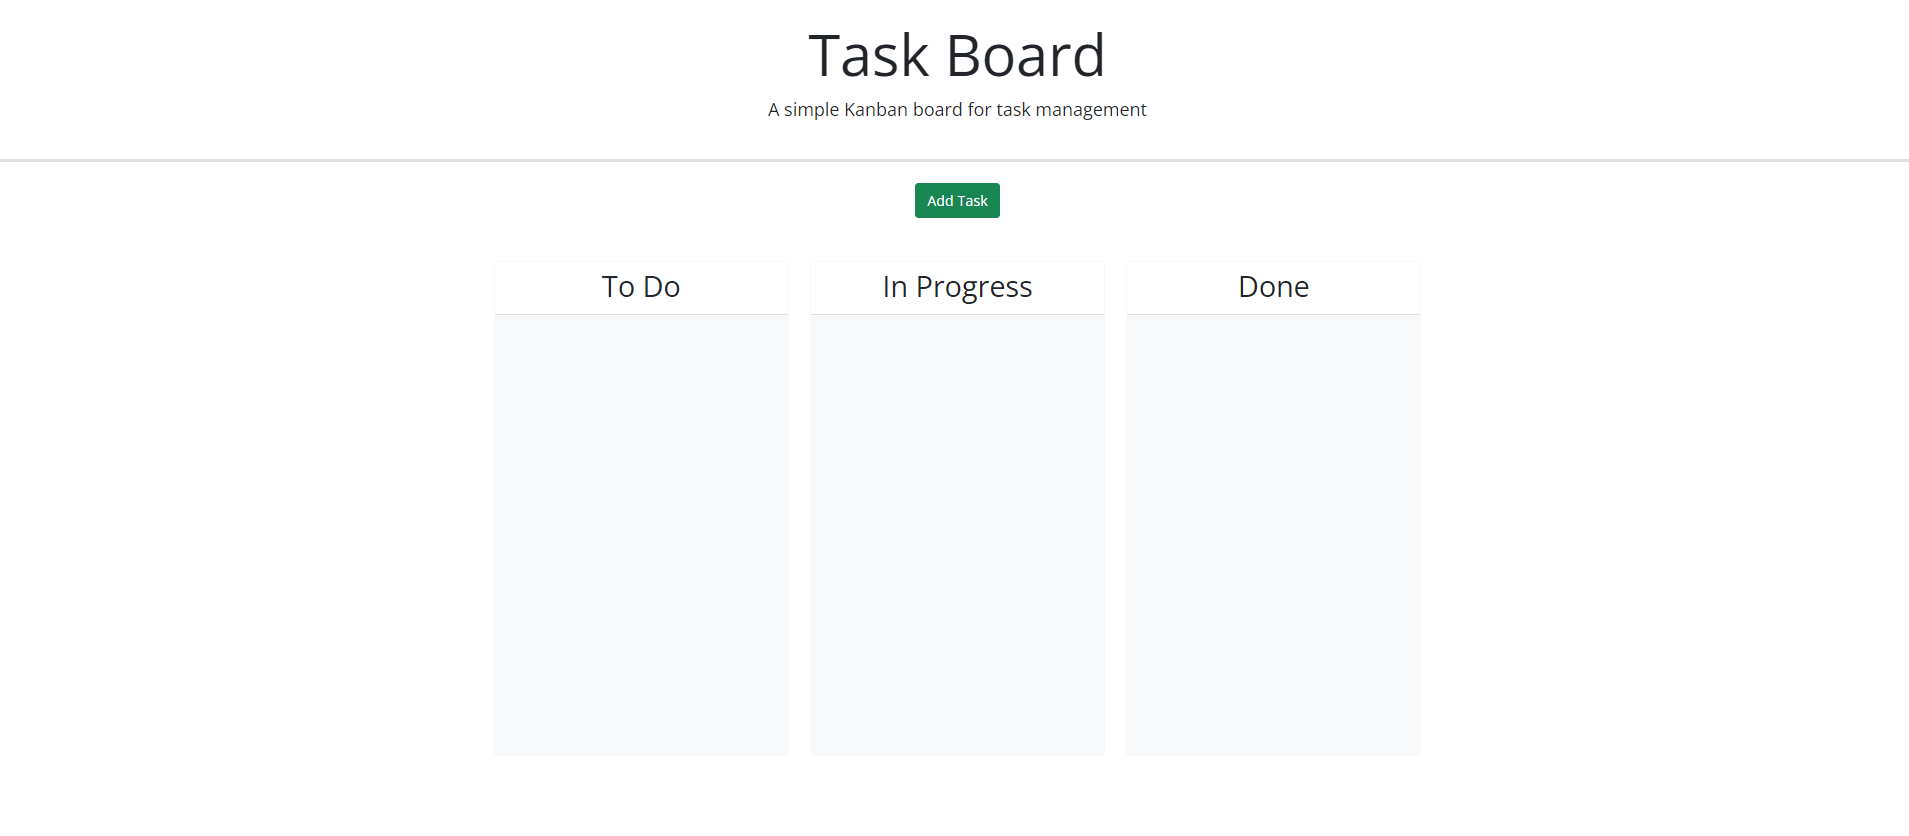 Task Board
A simple Kanban board for task management
Add Task
To Do
In Progress
Done